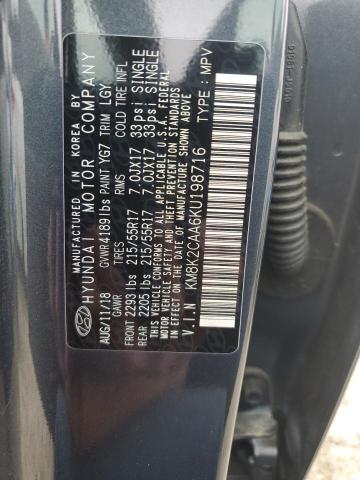 MANUFACTURED IN KOREA BY
HYUNDAI MOTOR COMPANY
AUG/11/18 GVWR 4189lbs PAINT YG7 TRIM LGY
GAWR TIRES RIMS COLD TIRE INFL
FRONT 2293 lbs 215/55R17 7.0JX17 33psi SINGLE
REAR 2205 lbs 215/55R17 7.0JX17 33psi SINGLE
THIS VEHICLE CONFORMS TO ALL APPLICABLE U.S.A. FEDERAL
MOTOR VEHICLE SAFETY, BUMPER, AND THEFT PREVENTION
STANDARDS IN EFFECT ON THE DATE OF MANUFACTURE SHOWN ABOVE.
V.I.N : KM8K2CAA6KU198716 TYPE : MPV